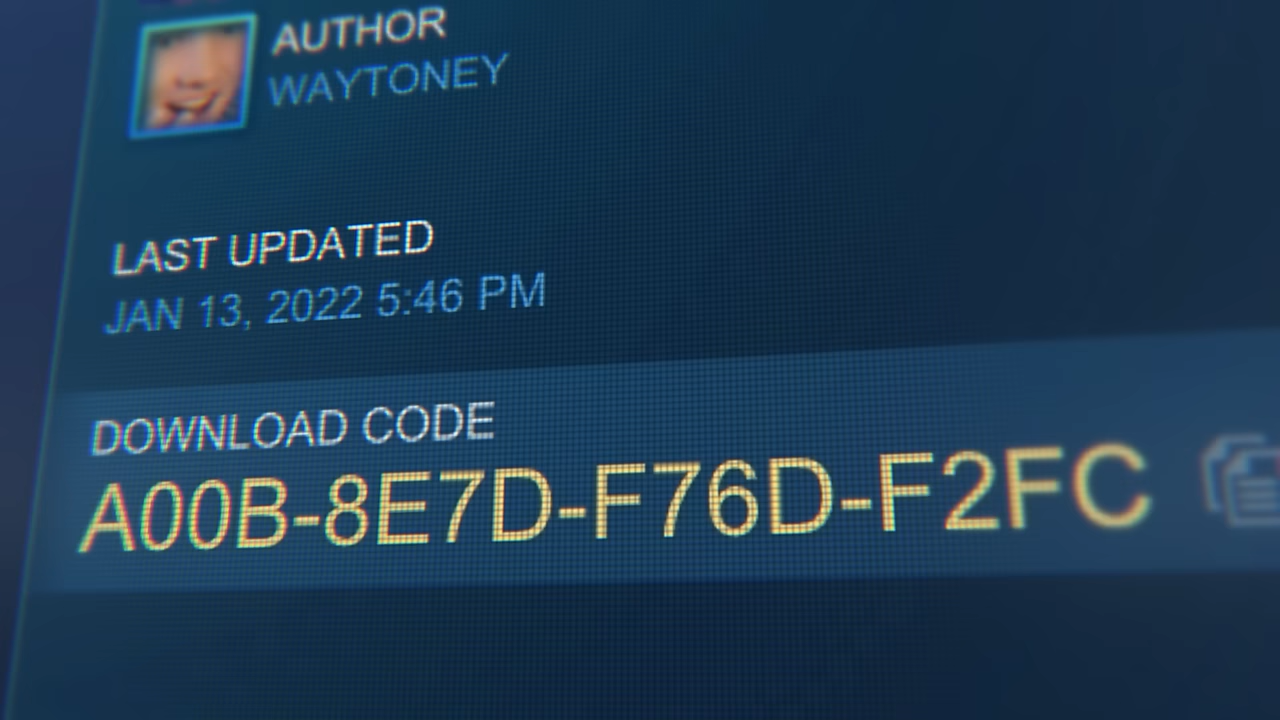 AUTHOR
WAYTONEY
LAST UPDATED
JAN 13, 2022 5:46 PM
DOWNLOAD CODE
A00B-8E7D-F76D-F2FC